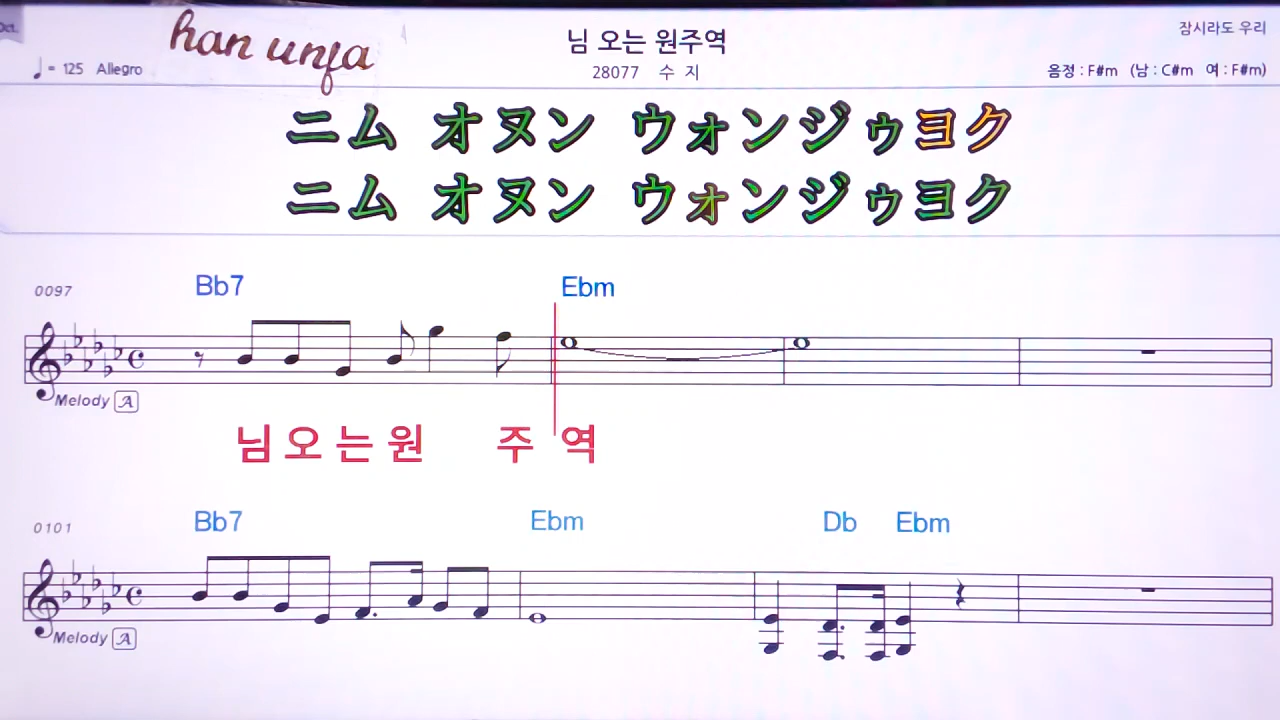 Oct.
han unja
님 오는 원주역
잠시라도 우리
♩= 125 Allegro
28077 수 지
음정 : F#m (남 : C#m 여 : F#m)
ニム オヌン ウォンジゥヨク
ニム オヌン ウォンジゥヨク
0097
Bb7 Ebm
Melody A
님 오 는 원 주 역
0101
Bb7 Ebm Db Ebm
Melody A